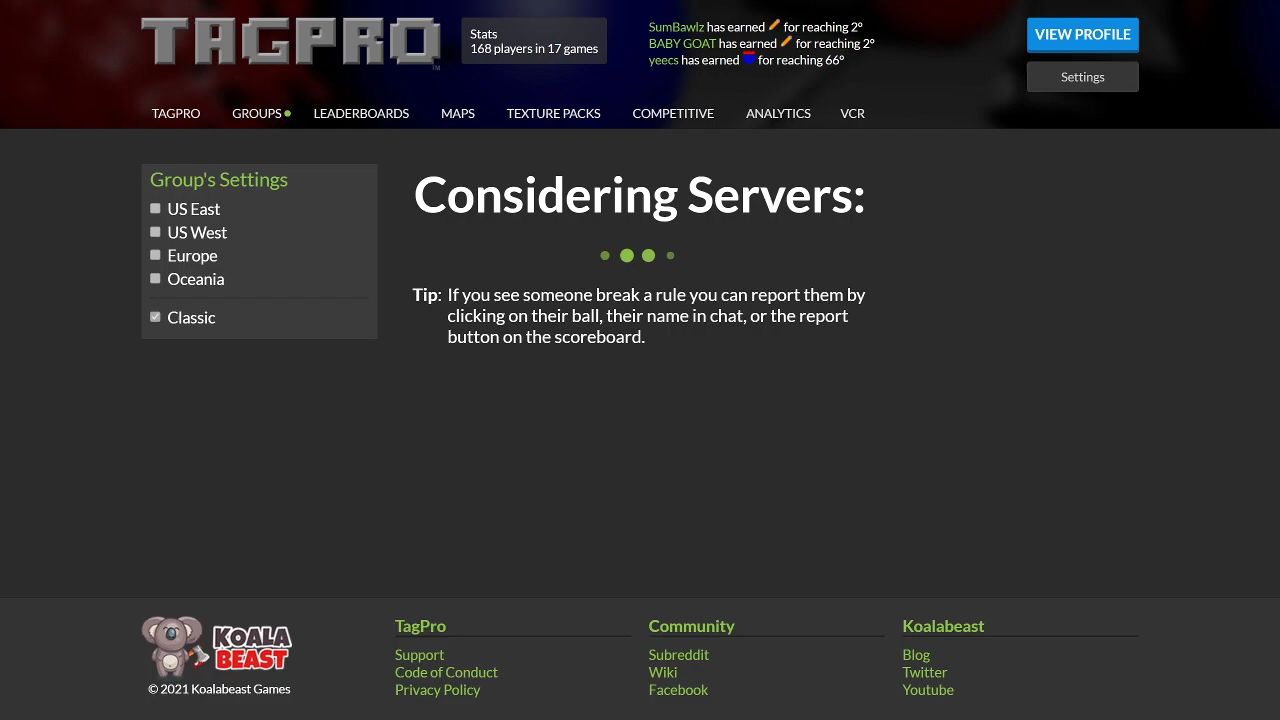 TAGPRO
TM
Stats
168 players in 17 games
SumBawlz has earned for reaching 2°
BABY GOAT has earned for reaching 2°
yeecs has earned for reaching 66°
VIEW PROFILE
Settings
TAGPRO GROUPS LEADERBOARDS MAPS TEXTURE PACKS COMPETITIVE ANALYTICS VCR
Group's Settings
US East
US West
Europe
Oceania
Classic
Considering Servers:
Tip: If you see someone break a rule you can report them by
clicking on their ball, their name in chat, or the report
button on the scoreboard.
KOALA
BEAST
© 2021 Koalabeast Games
TagPro
Support
Code of Conduct
Privacy Policy
Community
Subreddit
Wiki
Facebook
Koalabeast
Blog
Twitter
Youtube